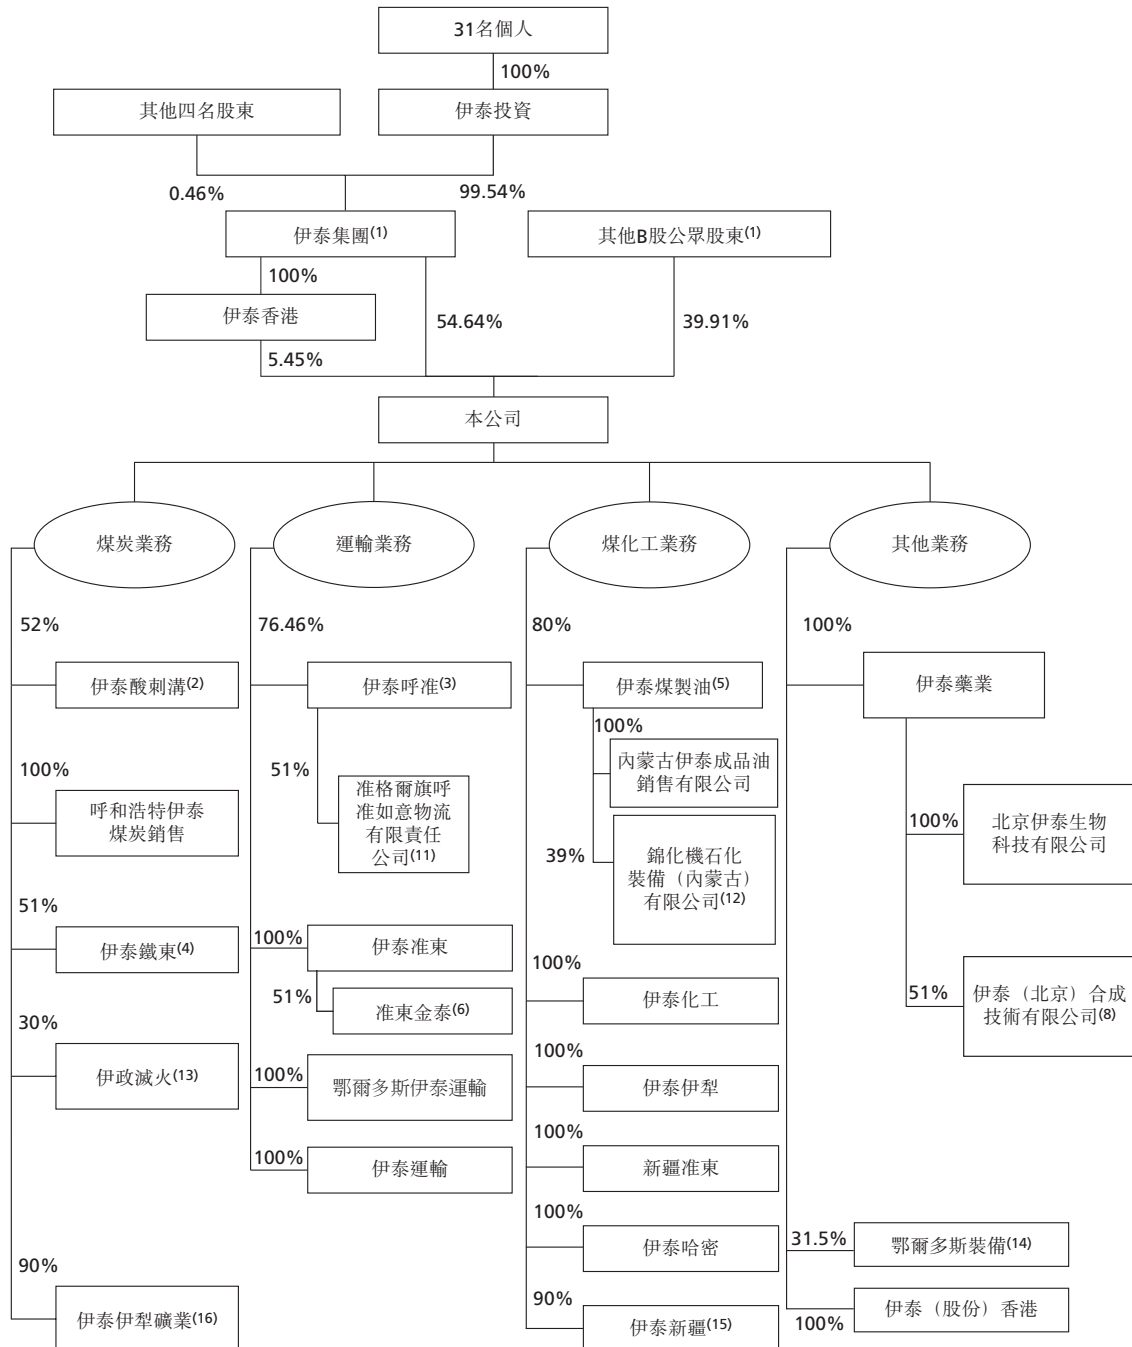 31名個人
100%
其他四名股東
伊泰投資
0.46%
99.54%
伊泰集團(1)
其他B股公眾股東(1)
100%
伊泰香港
54.64%
39.91%
5.45%
本公司
煤炭業務
運輸業務
煤化工業務
其他業務
52%
伊泰酸刺溝(2)
100%
呼和浩特伊泰
煤炭銷售
51%
伊泰鐵東(4)
30%
伊政滅火(13)
90%
伊泰伊犁礦業(16)
76.46%
伊泰呼准(3)
51%
准格爾旗呼
准如意物流
有限責任
公司(11)
100%
伊泰准東
51%
准東金泰(6)
100%
鄂爾多斯伊泰運輸
100%
伊泰運輸
80%
伊泰煤製油(5)
100%
內蒙古伊泰成品油
銷售有限公司
39%
錦化機石化
裝備（內蒙古）
有限公司(12)
100%
伊泰化工
100%
伊泰伊犁
100%
新疆准東
100%
伊泰哈密
90%
伊泰新疆(15)
100%
伊泰藥業
100%
北京伊泰生物
科技有限公司
51%
伊泰（北京）合成
技術有限公司(8)
31.5%
鄂爾多斯裝備(14)
100%
伊泰（股份）香港